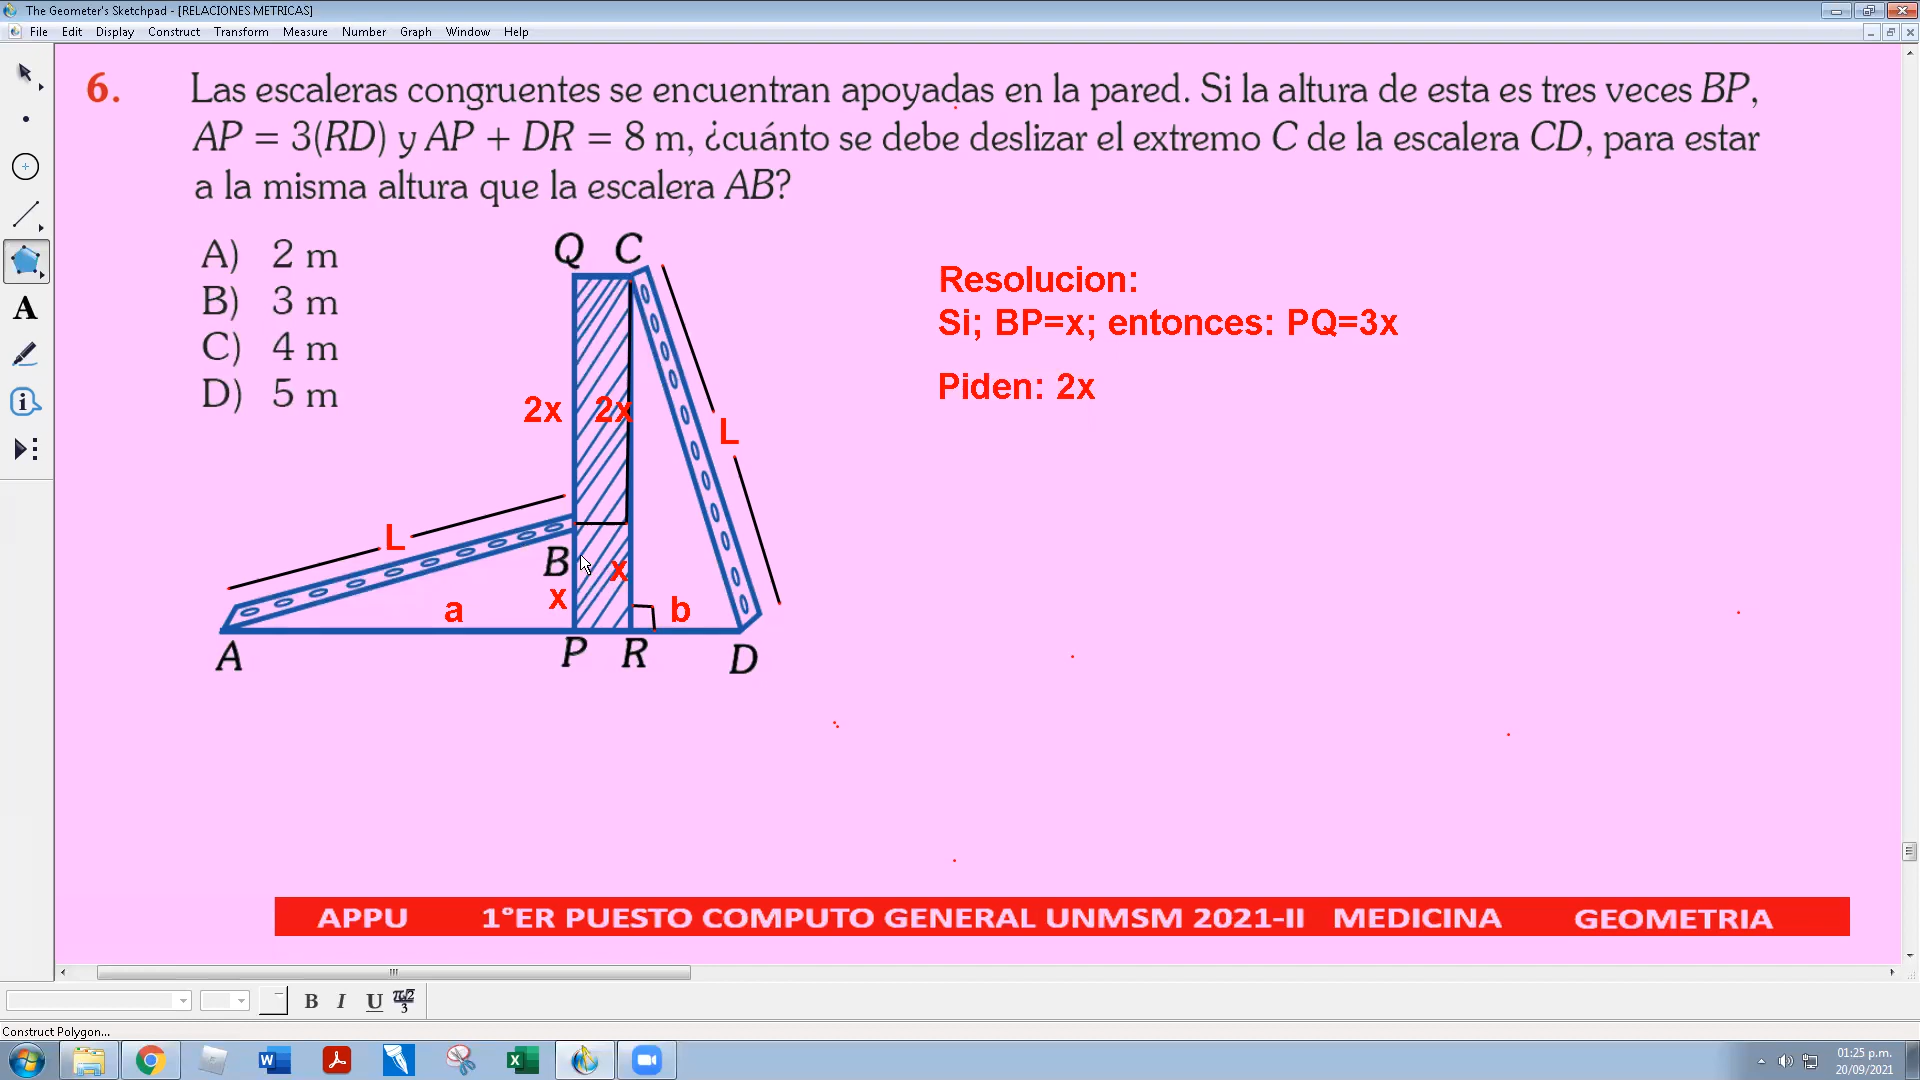 The Geometer's Sketchpad - [RELACIONES METRICAS]
File Edit Display Construct Transform Measure Number Graph Window Help
6. Las escaleras congruentes se encuentran apoyadas en la pared. Si la altura de esta es tres veces BP,
AP = 3(RD) y AP + DR = 8 m, ¿cuánto se debe deslizar el extremo C de la escalera CD, para estar
a la misma altura que la escalera AB?
A) 2 m
B) 3 m
C) 4 m
D) 5 m
Q C
2x 2x
L
L
B
x
x
a
b
A P R D
Resolucion:
Si; BP=x; entonces: PQ=3x
Piden: 2x
APPU 1°ER PUESTO COMPUTO GENERAL UNMSM 2021-II MEDICINA GEOMETRIA
B I U
Construct Polygon...
01:25 p.m.
20/09/2021